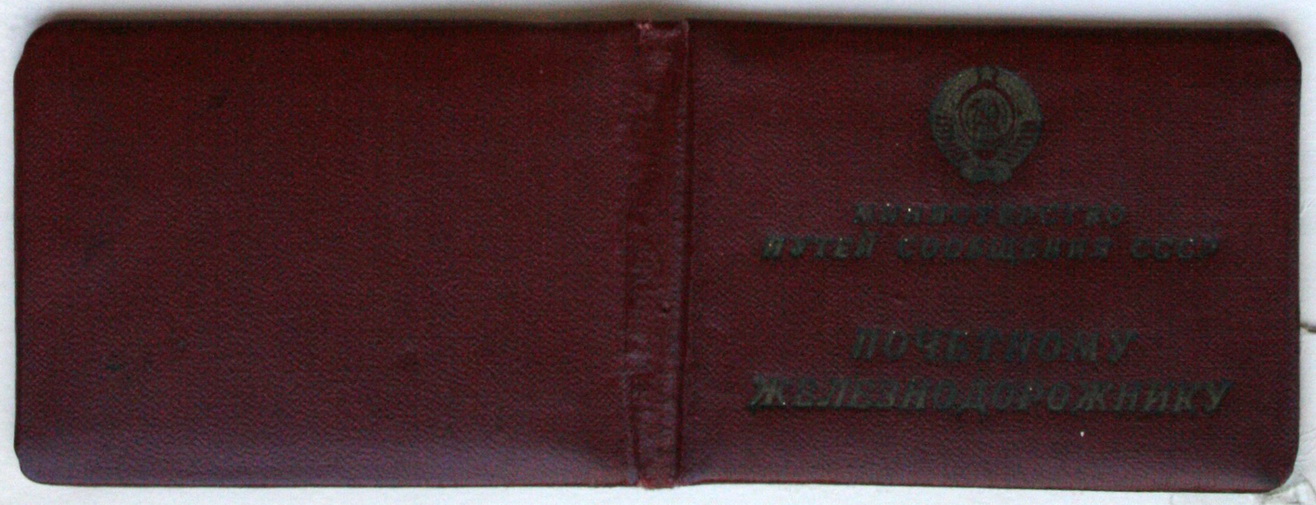 МИНИСТЕРСТВО
ПУТЕЙ СООБЩЕНИЯ СССР
ПОЧЕТНОМУ
ЖЕЛЕЗНОДОРОЖНИКУ